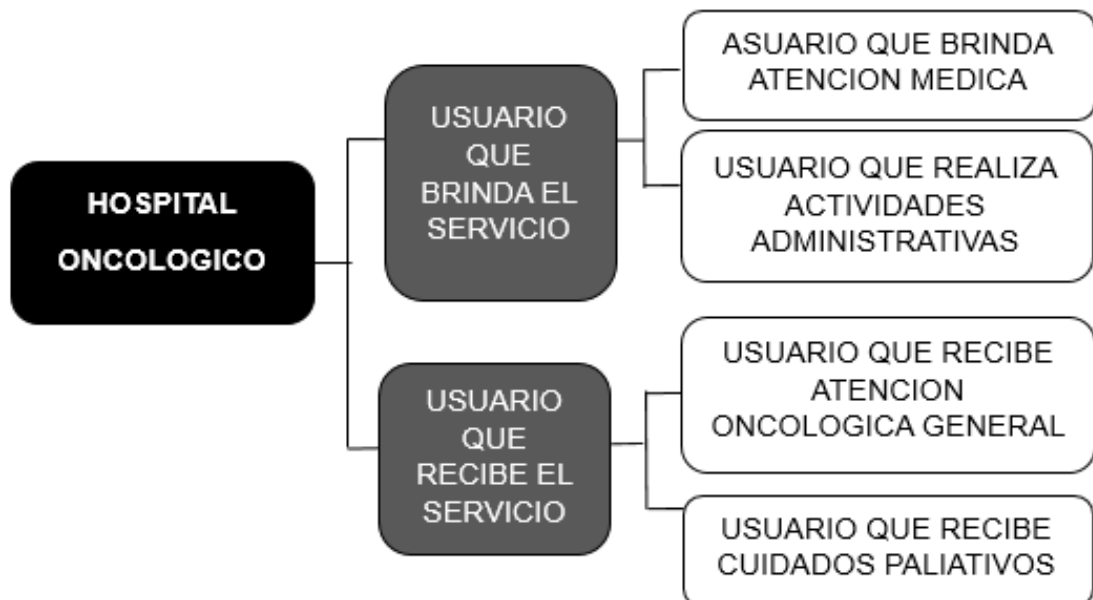 HOSPITAL
ONCOLOGICO
USUARIO
QUE
BRINDA EL
SERVICIO
ASUARIO QUE BRINDA
ATENCION MEDICA
USUARIO QUE REALIZA
ACTIVIDADES
ADMINISTRATIVAS
USUARIO
QUE
RECIBE EL
SERVICIO
USUARIO QUE RECIBE
ATENCION
ONCOLOGICA GENERAL
USUARIO QUE RECIBE
CUIDADOS PALIATIVOS